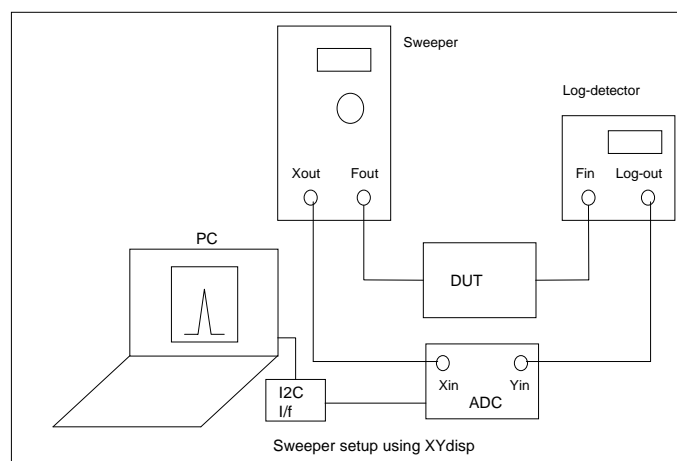 Sweeper
Log-detector
Xout Fout
Fin Log-out
PC
DUT
Xin Yin
ADC
I2C
I/f
Sweeper setup using XYdisp